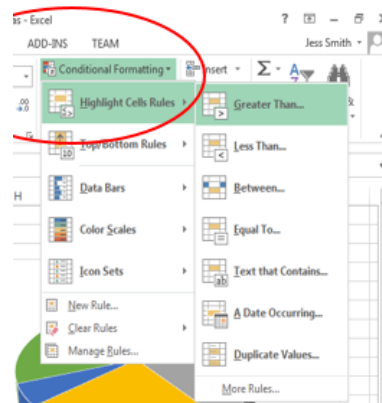 as - Excel
?
ADD-INS TEAM
Jess Smith
Conditional Formatting
Insert
Highlight Cells Rules
Top/Bottom Rules
Data Bars
Color Scales
Icon Sets
New Rule...
Clear Rules
Manage Rules...
Greater Than...
Less Than...
Between...
Equal To...
Text that Contains...
A Date Occurring...
Duplicate Values...
More Rules...
H